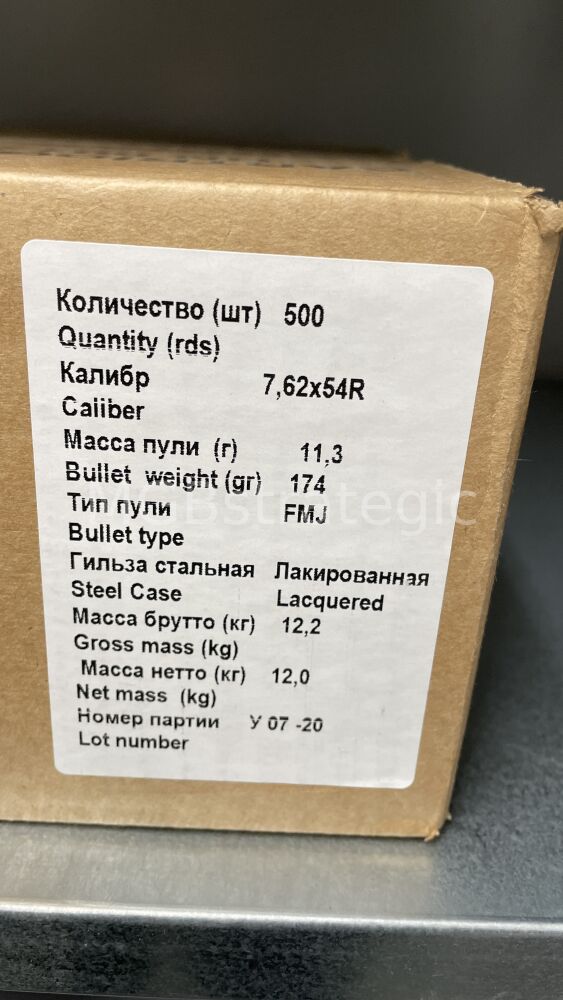 Количество (шт) 500
Quantity (rds)
Калибр 7,62x54R
Caliber
Масса пули (г) 11,3
Bullet weight (gr) 174
Тип пули FMJ
Bullet type
Гильза стальная Лакированная
Steel Case Lacquered
Масса брутто (кг) 12,2
Gross mass (kg)
Масса нетто (кг) 12,0
Net mass (kg)
Номер партии У 07 -20
Lot number